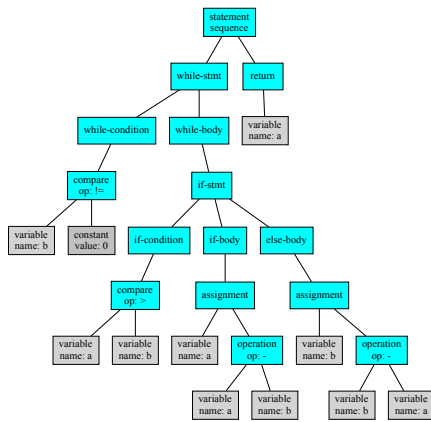 statement
sequence
while-stmt
return
while-condition
while-body
variable
name: a
compare
op: !=
if-stmt
variable
name: b
constant
value: 0
if-condition
if-body
else-body
compare
op: >
assignment
assignment
variable
name: a
variable
name: b
variable
name: a
operation
op: -
variable
name: b
operation
op: -
variable
name: a
variable
name: b
variable
name: b
variable
name: a